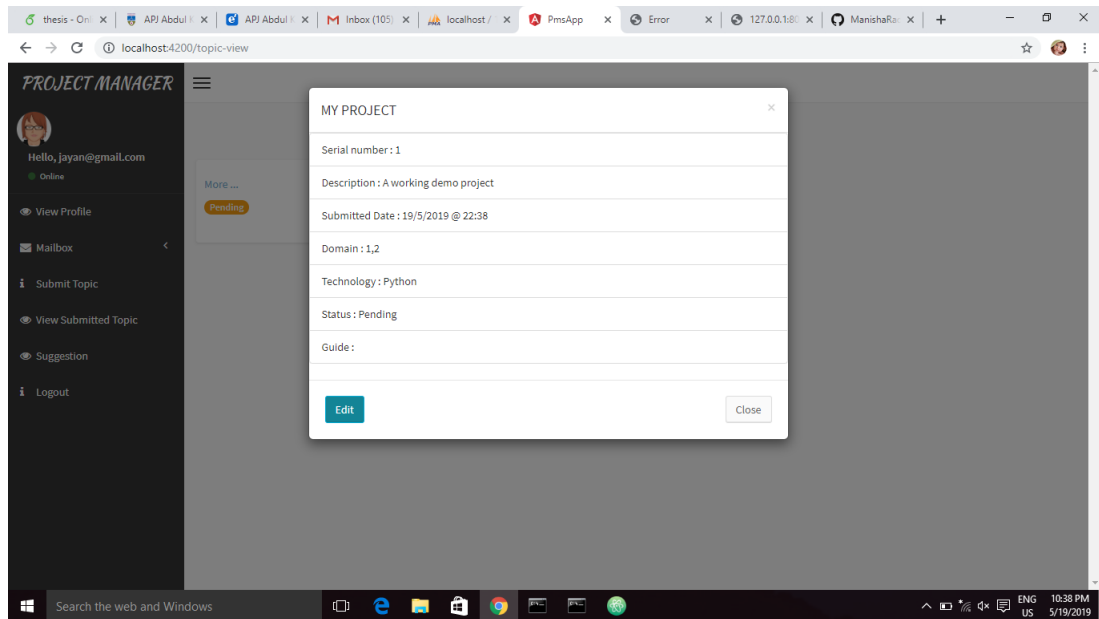 thesis - Onl
APJ Abdul K
APJ Abdul K
Inbox (105)
localhost /
PmsApp
Error
127.0.0.1:80
ManishaRac
localhost:4200/topic-view
PROJECT MANAGER
Hello, jayan@gmail.com
Online
View Profile
Mailbox
Submit Topic
View Submitted Topic
Suggestion
Logout
More ...
Pending
MY PROJECT
×
Serial number : 1
Description : A working demo project
Submitted Date : 19/5/2019 @ 22:38
Domain : 1,2
Technology : Python
Status : Pending
Guide :
Edit
Close
Search the web and Windows
ENG
US
10:38 PM
5/19/2019